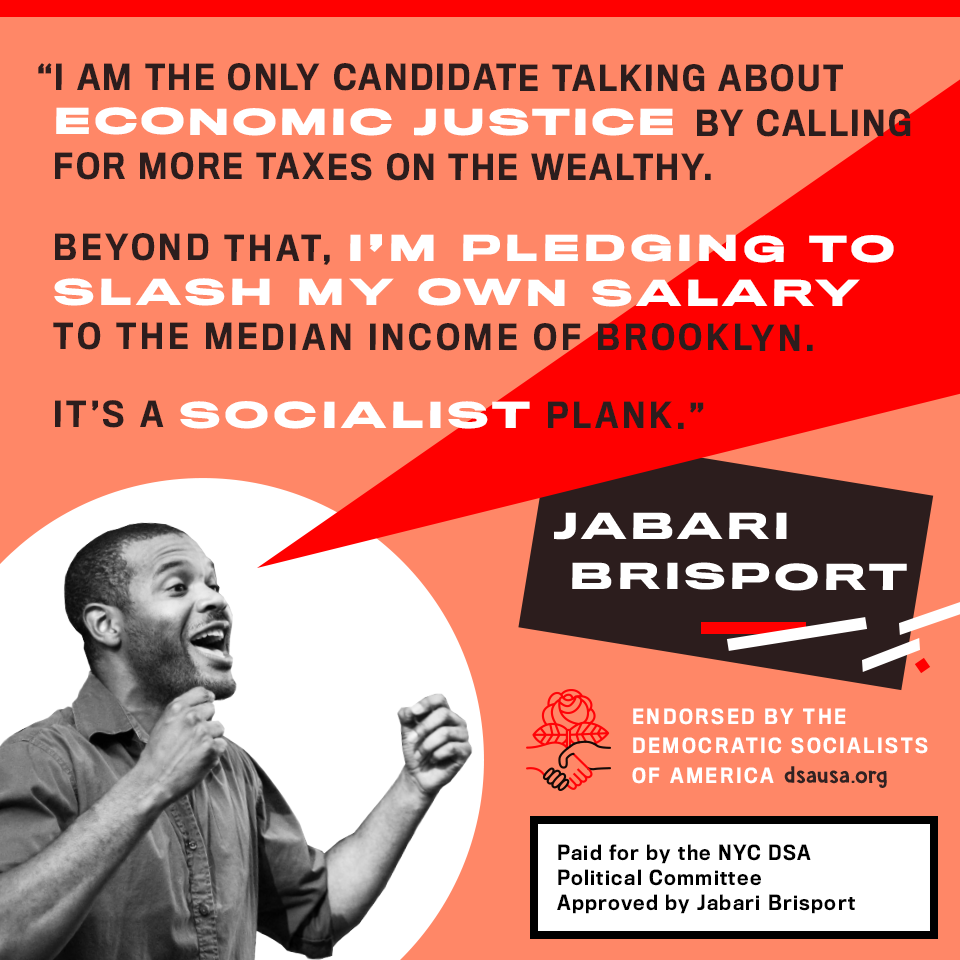 “I AM THE ONLY CANDIDATE TALKING ABOUT
ECONOMIC JUSTICE BY CALLING
FOR MORE TAXES ON THE WEALTHY.
BEYOND THAT, I’M PLEDGING TO
SLASH MY OWN SALARY
TO THE MEDIAN INCOME OF BROOKLYN.
IT’S A SOCIALIST PLANK.”
JABARI
BRISPORT
ENDORSED BY THE
DEMOCRATIC SOCIALISTS
OF AMERICA dsausa.org
Paid for by the NYC DSA
Political Committee
Approved by Jabari Brisport